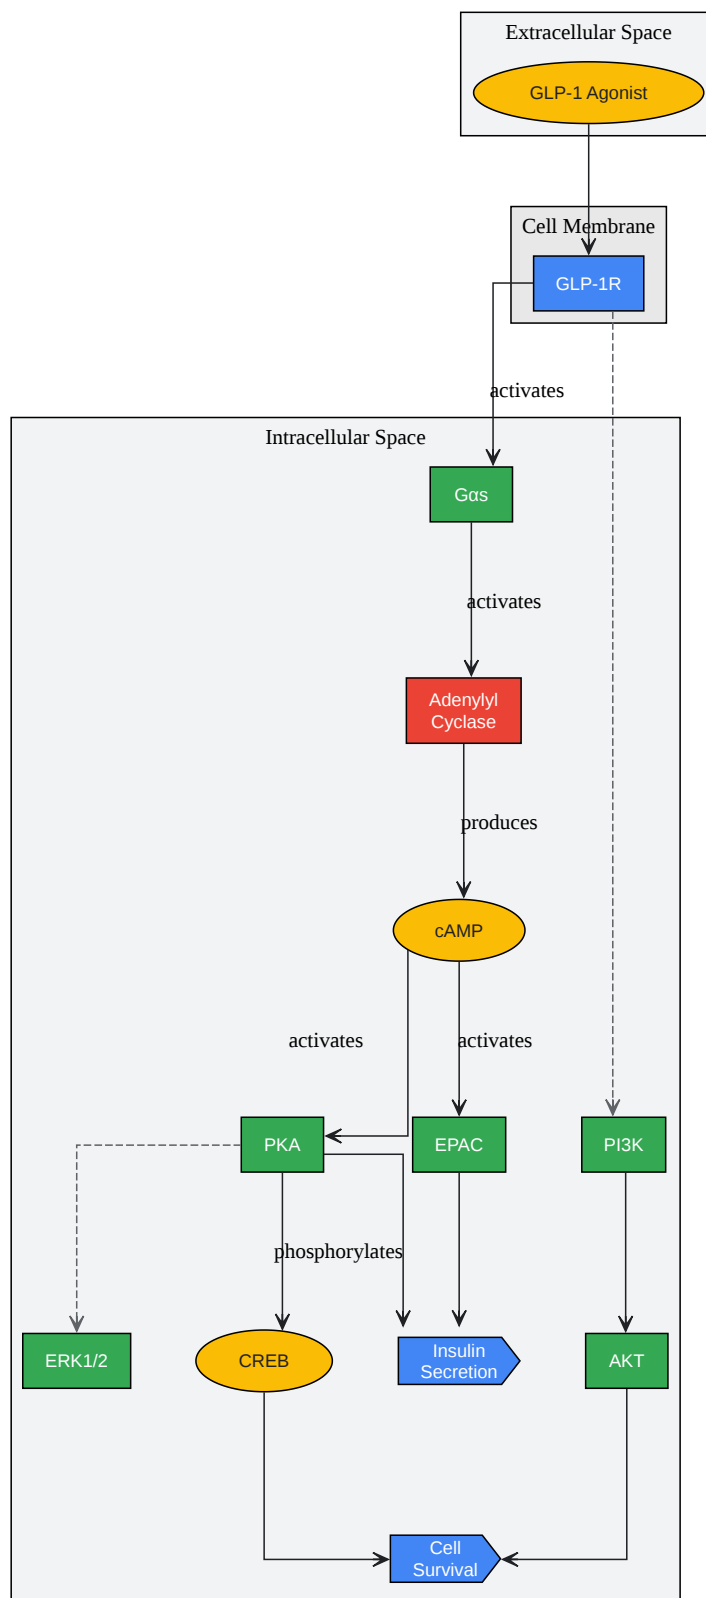 Extracellular Space
GLP-1 Agonist
Cell Membrane
GLP-1R
activates
Intracellular Space
Gαs
activates
Adenylyl
Cyclase
produces
cAMP
activates
activates
PKA
EPAC
PI3K
phosphorylates
ERK1/2
CREB
Insulin
Secretion
AKT
Cell
Survival